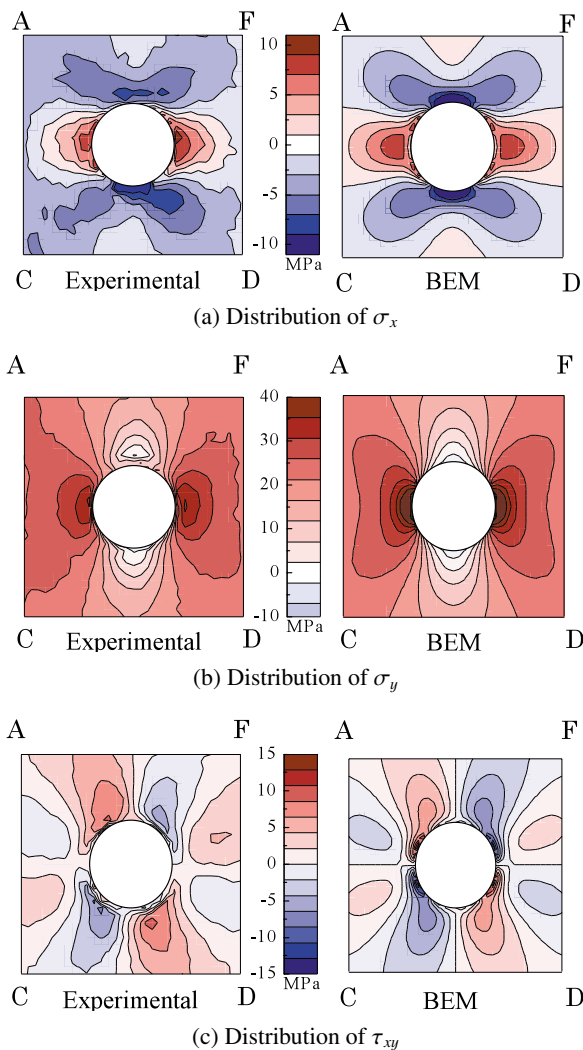 A F A F
10
5
0
-5
-10
MPa
C Experimental D C BEM D
(a) Distribution of σx
A F A F
40
30
20
10
0
-10
MPa
C Experimental D C BEM D
(b) Distribution of σy
A F A F
15
10
5
0
-5
-10
15
MPa
C Experimental D C BEM D
(c) Distribution of τxy